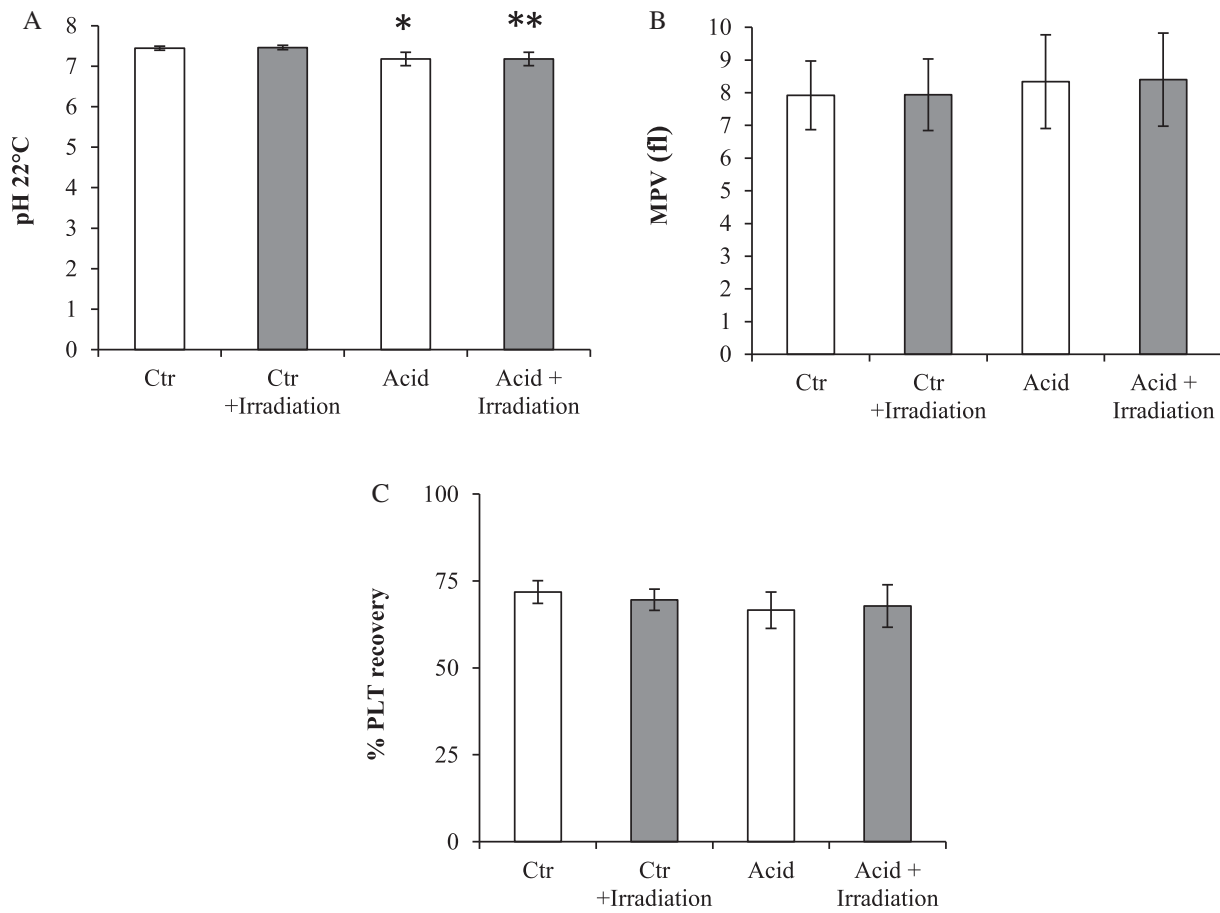 A
8
7
6
5
4
3
2
1
0
pH 22°C
* **
Ctr
Ctr
+Irradiation
Acid
Acid +
Irradiation
B
10
9
8
7
6
5
4
3
2
1
0
MPV (fl)
Ctr
Ctr
+Irradiation
Acid
Acid +
Irradiation
C
100
75
50
25
0
% PLT recovery
Ctr
Ctr
+Irradiation
Acid
Acid +
Irradiation